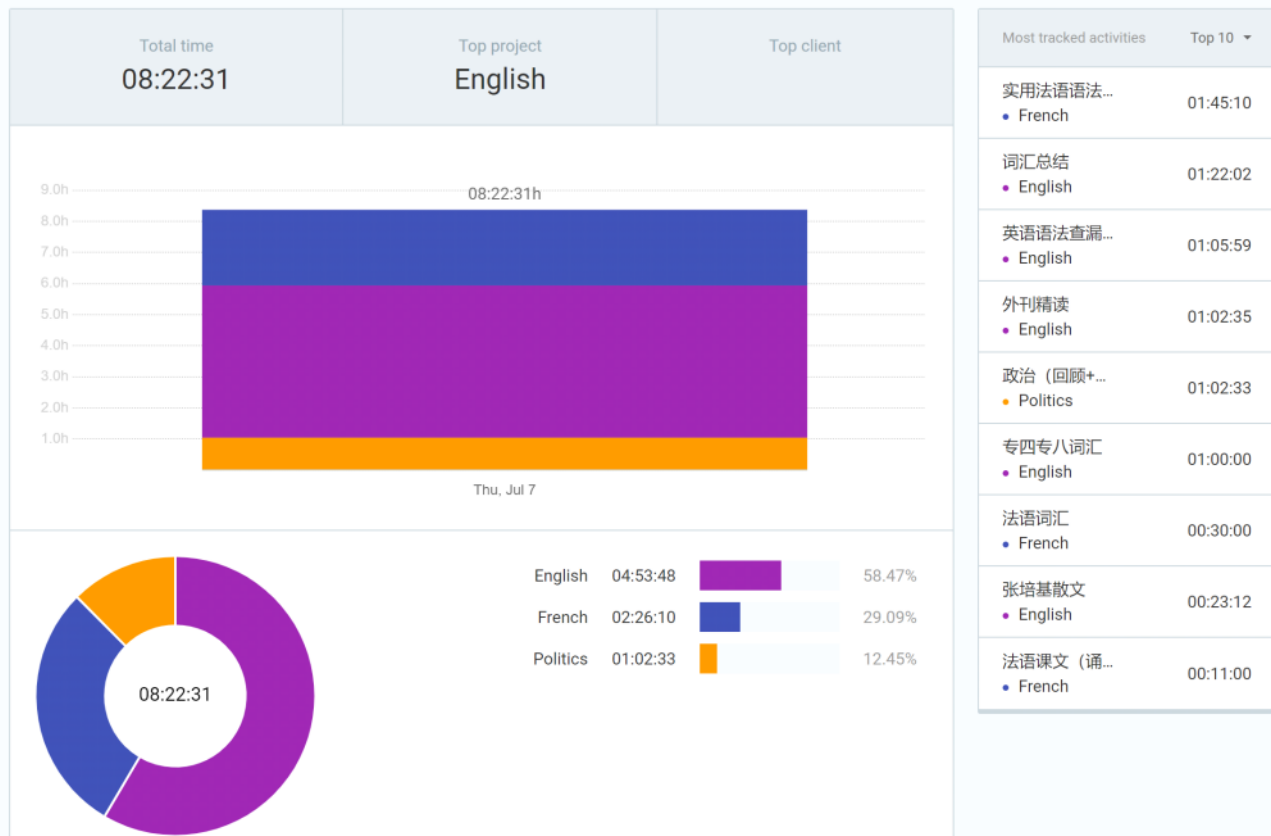 Total time
08:22:31
Top project
English
Top client
9.0h
8.0h
7.0h
6.0h
5.0h
4.0h
3.0h
2.0h
1.0h
08:22:31h
Thu, Jul 7
08:22:31
English 04:53:48 58.47%
French 02:26:10 29.09%
Politics 01:02:33 12.45%
Most tracked activities Top 10
实用法语语法...
French
01:45:10
词汇总结
English
01:22:02
英语语法查漏...
English
01:05:59
外刊精读
English
01:02:35
政治（回顾+...
Politics
01:02:33
专四专八词汇
English
01:00:00
法语词汇
French
00:30:00
张培基散文
English
00:23:12
法语课文（诵...
French
00:11:00